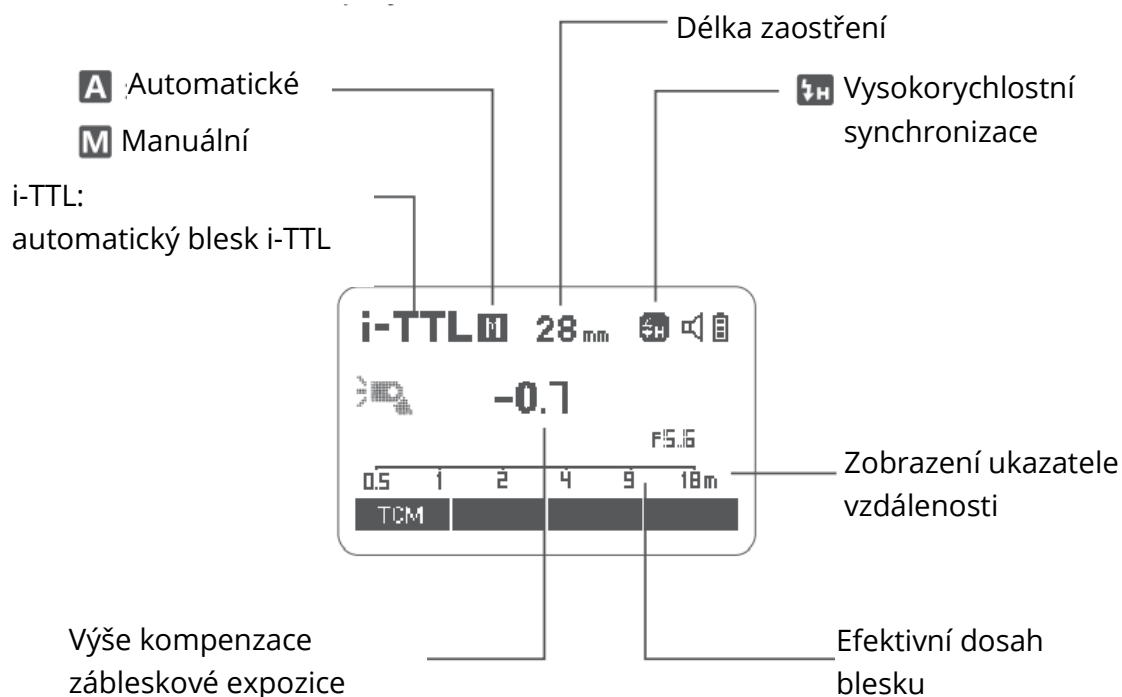 Délka zaostření
A Automatické
M Manuální
H Vysokorychlostní
synchronizace
i-TTL:
automatický blesk i-TTL
i-TTL M 28 mm H
-0.7
F5.6
0.5 1 2 4 9 18 m
TCM
Zobrazení ukazatele
vzdálenosti
Výše kompenzace
zábleskové expozice
Efektivní dosah
blesku